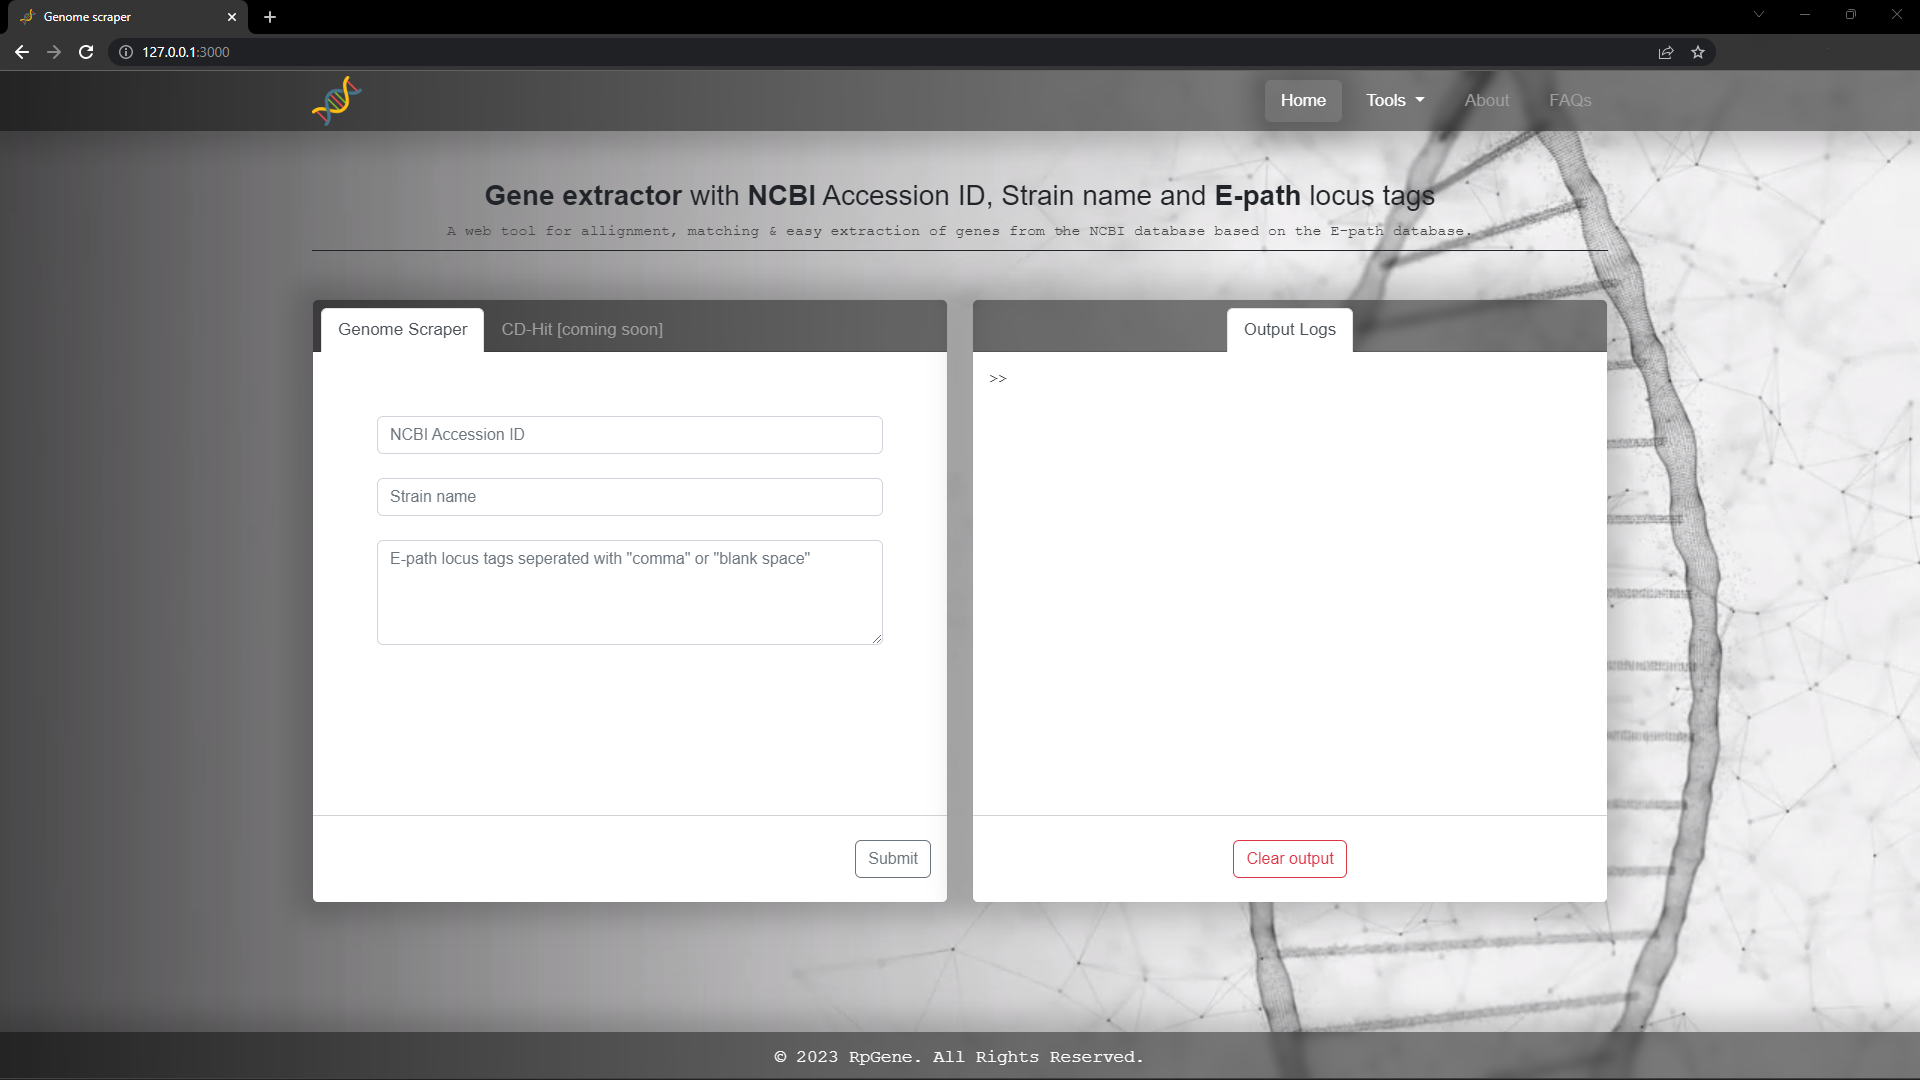 Genome scraper
127.0.0.1:3000
Home Tools About FAQs
Gene extractor with NCBI Accession ID, Strain name and E-path locus tags
A web tool for allignment, matching & easy extraction of genes from the NCBI database based on the E-path database.
Genome Scraper CD-Hit [coming soon]
NCBI Accession ID
Strain name
E-path locus tags seperated with "comma" or "blank space"
Submit
Output Logs
>>
Clear output
© 2023 RpGene. All Rights Reserved.